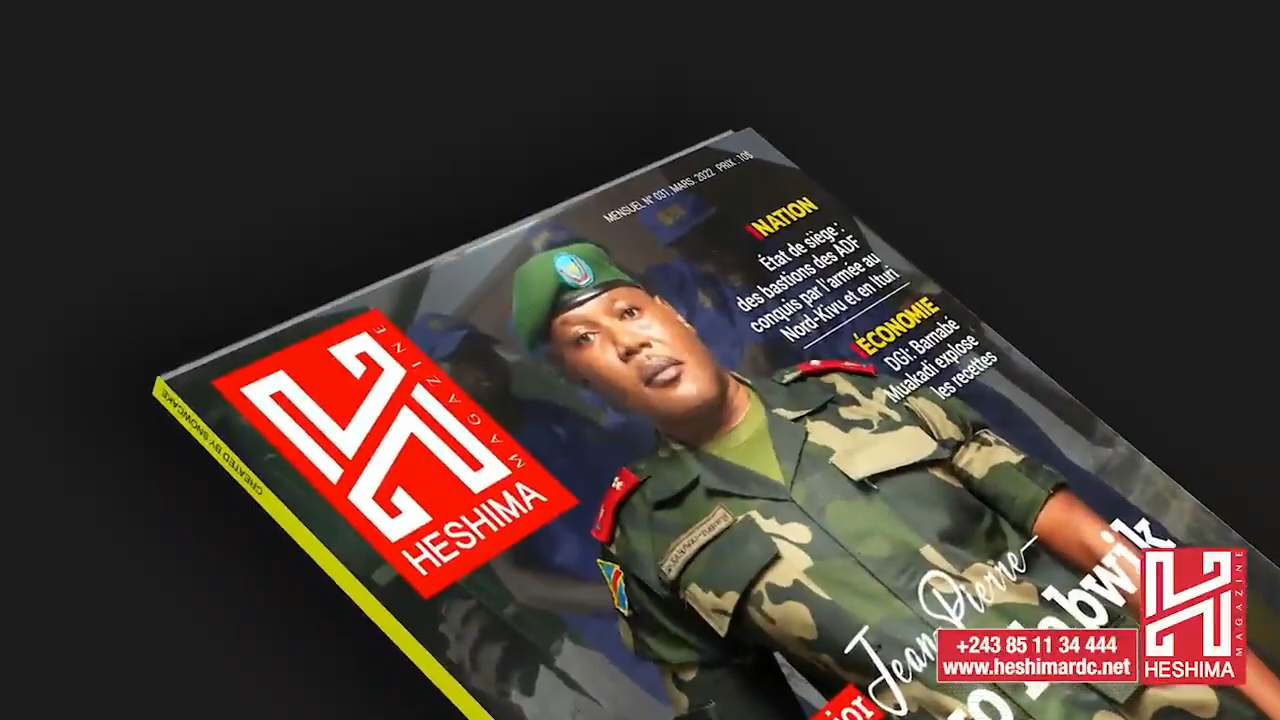 MENSUEL N° 031, MARS. 2022 PRIX : 10$
NATION
État de siège :
des bastions des ADF
conquis par l'armée au
Nord-Kivu et en Ituri
ÉCONOMIE
DGI: Barnabé
Muakadi explose
les recettes
MAGAZINE
HESHIMA
CREATED BY SNOWCAKE
Jean-Pierre
+243 85 11 34 444
www.heshimardc.net
MAGAZINE
HESHIMA